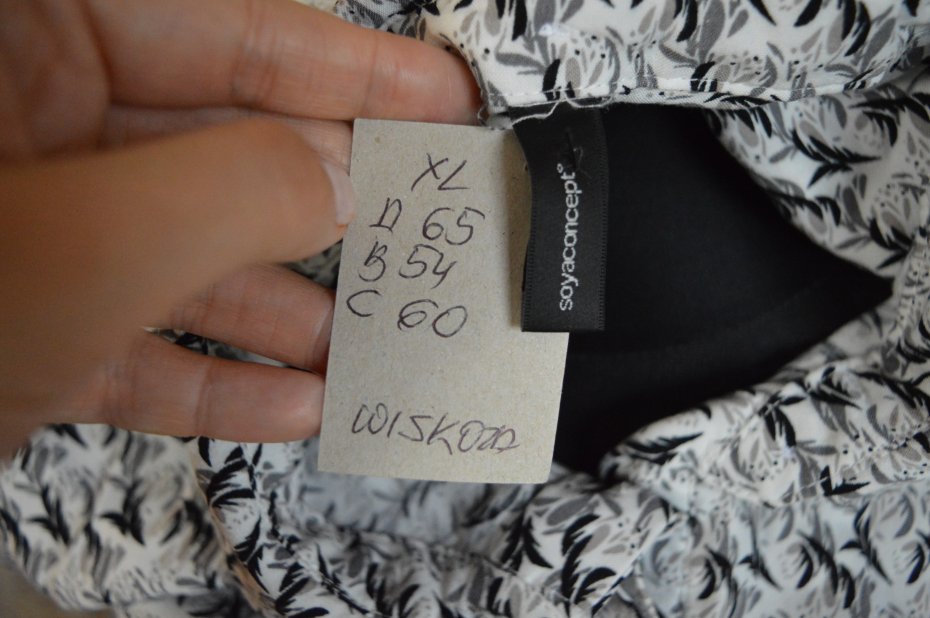 XL
D 65
B 54
C 60
WISKOZA
soyaconcept®